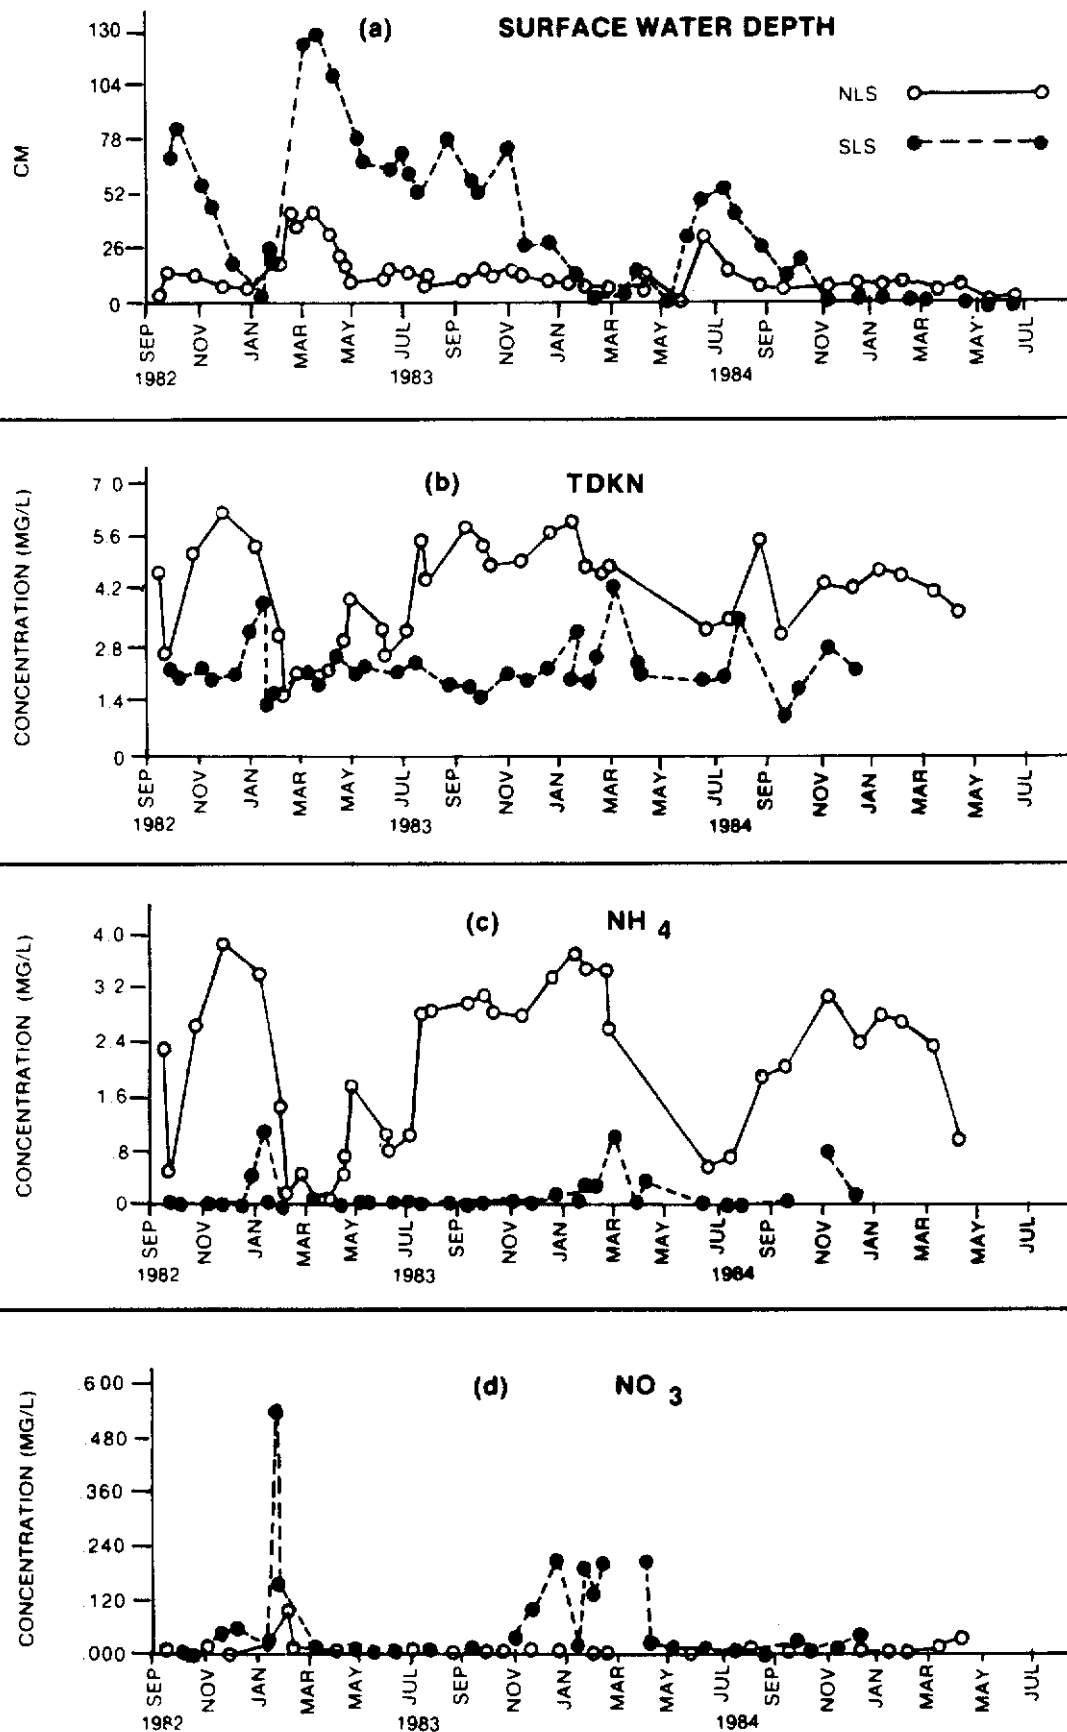 (a) SURFACE WATER DEPTH
CM
130
104
78
52
26
0
NLS
SLS
SEP NOV JAN MAR MAY JUL SEP NOV JAN MAR MAY JUL SEP NOV JAN MAR MAY JUL
1982 1983 1984
(b) TDKN
CONCENTRATION (MG/L)
7 0
5.6
4.2
2.8
1.4
0
SEP NOV JAN MAR MAY JUL SEP NOV JAN MAR MAY JUL SEP NOV JAN MAR MAY JUL
1982 1983 1984
(c) NH 4
CONCENTRATION (MG/L)
4.0
3.2
2.4
1.6
.8
0
SEP NOV JAN MAR MAY JUL SEP NOV JAN MAR MAY JUL SEP NOV JAN MAR MAY JUL
1982 1983 1984
(d) NO 3
CONCENTRATION (MG/L)
.600
.480
.360
.240
.120
.000
SEP NOV JAN MAR MAY JUL SEP NOV JAN MAR MAY JUL SEP NOV JAN MAR MAY JUL
1982 1983 1984